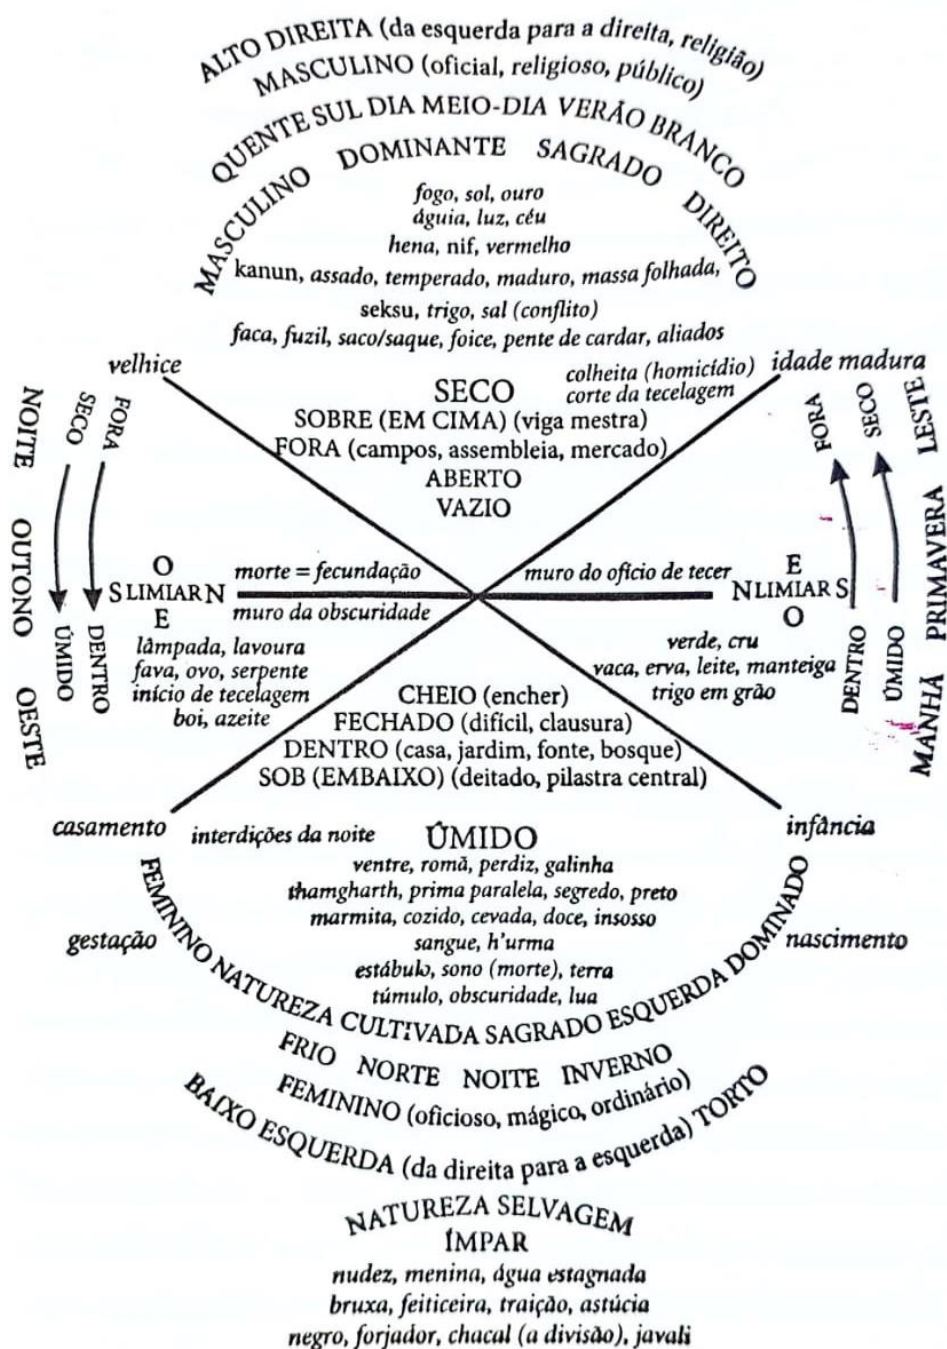 ALTO DIREITA (da esquerda para a direita, religião)
MASCULINO (oficial, religioso, público)
QUENTE SUL DIA MEIO-DIA VERÃO BRANCO
MASCULINO DOMINANTE SAGRADO DIREITO
fogo, sol, ouro
águia, luz, céu
hena, nif, vermelho
kanun, assado, temperado, maduro, massa folhada,
seksu, trigo, sal (conflito)
faca, fuzil, saco/saque, foice, pente de cardar, aliados
velhice
idade madura
colheita (homicídio)
corte da tecelagem
SECO
SOBRE (EM CIMA) (viga mestra)
FORA (campos, assembleia, mercado)
ABERTO
VAZIO
NOITE OUTONO OESTE
SECO
ÚMIDO
FORA
DENTRO
O
S LIMIAR N
E
morte = fecundação
muro da obscuridade
lâmpada, lavoura
fava, ovo, serpente
início de tecelagem
boi, azeite
muro do ofício de tecer
E
N LIMIAR S
O
verde, cru
vaca, erva, leite, manteiga
trigo em grão
FORA
DENTRO
SECO
ÚMIDO
MANHÃ PRIMAVERA LESTE
CHEIO (encher)
FECHADO (difícil, clausura)
DENTRO (casa, jardim, fonte, bosque)
SOB (EMBAIXO) (deitado, pilastra central)
casamento
interdições da noite
ÚMIDO
infância
ventre, romã, perdiz, galinha
thamgharth, prima paralela, segredo, preto
marmita, cozido, cevada, doce, insosso
sangue, h'urma
estábulo, sono (morte), terra
túmulo, obscuridade, lua
gestação
nascimento
FEMININO NATUREZA CULTIVADA SAGRADO ESQUERDA DOMINADO
FRIO NORTE NOITE INVERNO
FEMININO (oficioso, mágico, ordinário)
BAIXO ESQUERDA (da direita para a esquerda) TORTO
NATUREZA SELVAGEM
ÍMPAR
nudez, menina, água estagnada
bruxa, feiticeira, traição, astúcia
negro, forjador, chacal (a divisão), javali